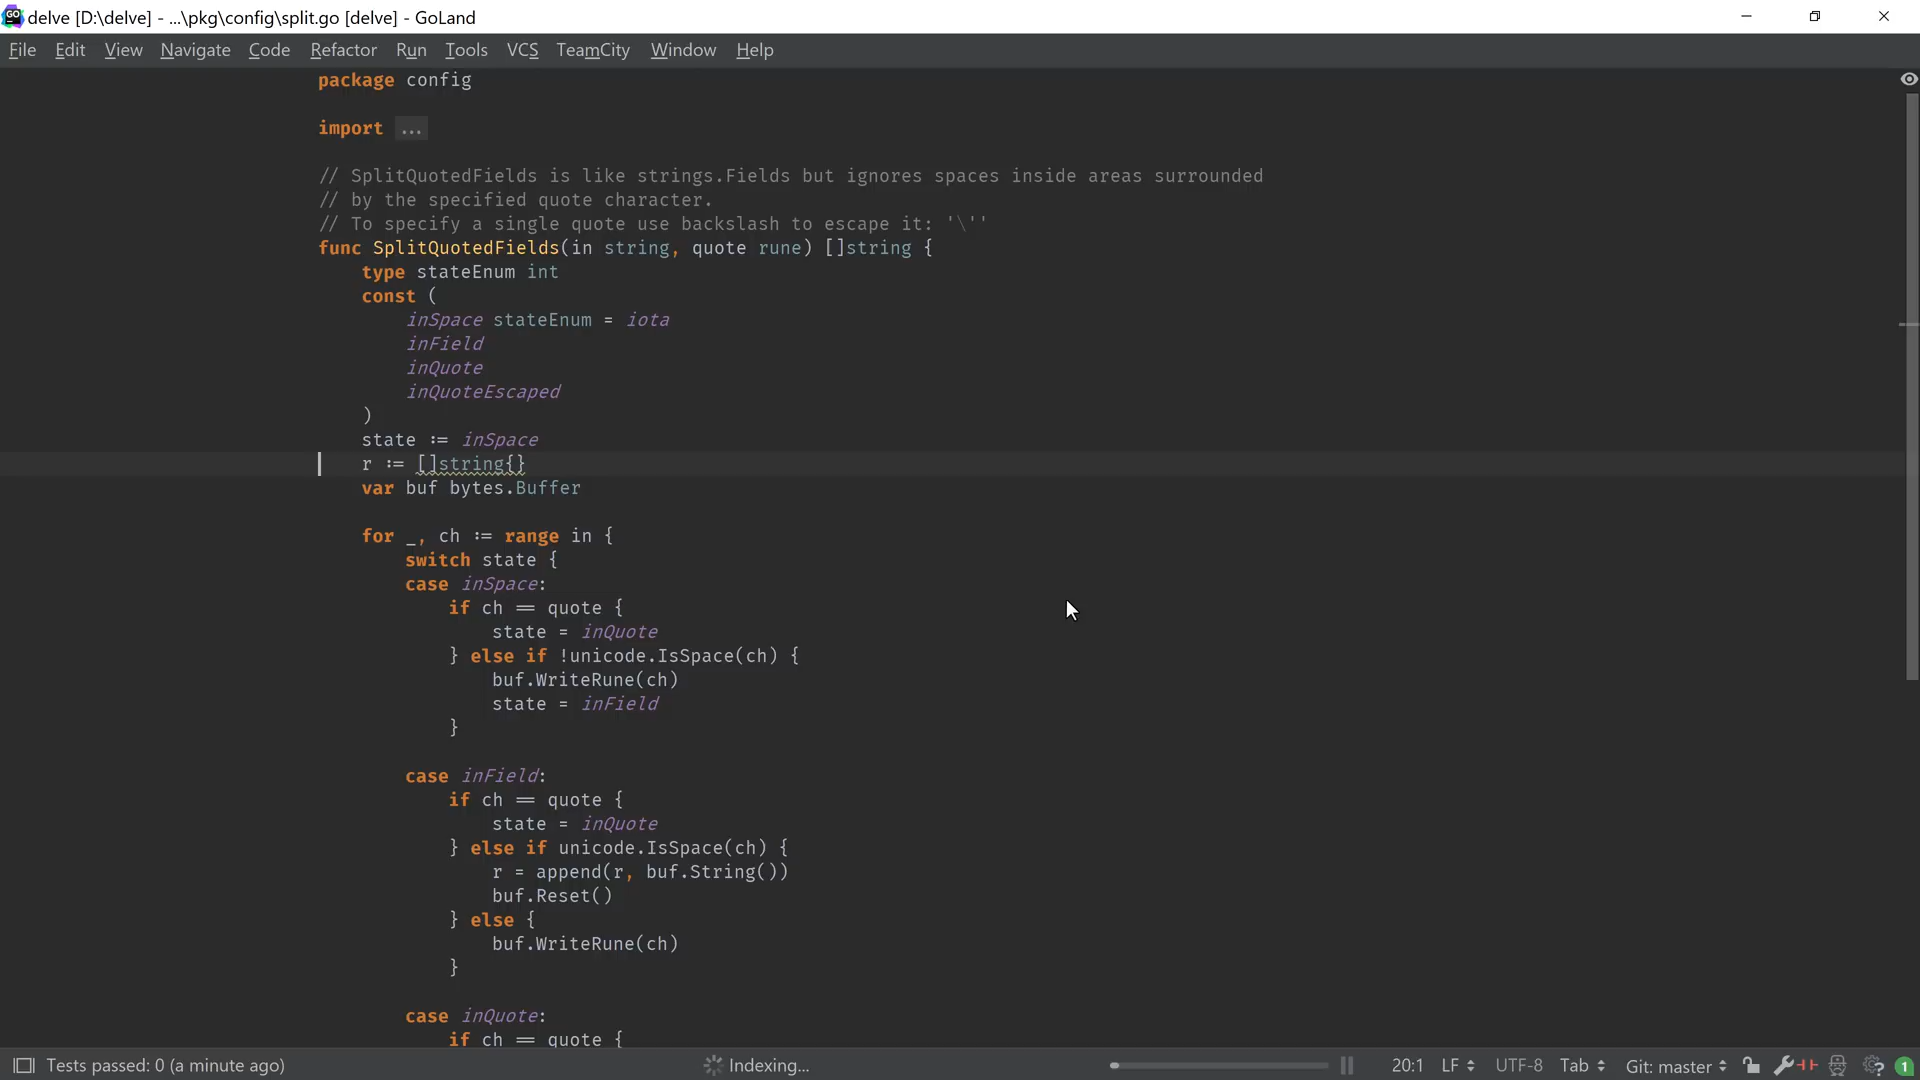 delve [D:\delve] - ...\pkg\config\split.go [delve] - GoLand
File Edit View Navigate Code Refactor Run Tools VCS TeamCity Window Help
package config
import ...
// SplitQuotedFields is like strings.Fields but ignores spaces inside areas surrounded
// by the specified quote character.
// To specify a single quote use backslash to escape it: '\''
func SplitQuotedFields(in string, quote rune) []string {
type stateEnum int
const (
inSpace stateEnum = iota
inField
inQuote
inQuoteEscaped
)
state := inSpace
r := []string{}
var buf bytes.Buffer
for _, ch := range in {
switch state {
case inSpace:
if ch == quote {
state = inQuote
} else if !unicode.IsSpace(ch) {
buf.WriteRune(ch)
state = inField
}
case inField:
if ch == quote {
state = inQuote
} else if unicode.IsSpace(ch) {
r = append(r, buf.String())
buf.Reset()
} else {
buf.WriteRune(ch)
}
case inQuote:
if ch == quote {
Tests passed: 0 (a minute ago) Indexing... 20:1 LF UTF-8 Tab Git: master 1